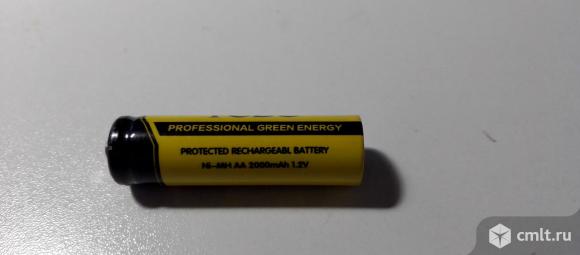 PROFESSIONAL GREEN ENERGY
PROTECTED RECHARGEABL BATTERY
Ni-MH AA 2000mAh 1.2V
cmlt.ru